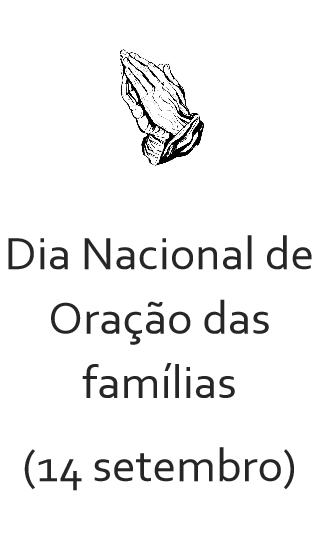 Dia Nacional de
Oração das
famílias
(14 setembro)